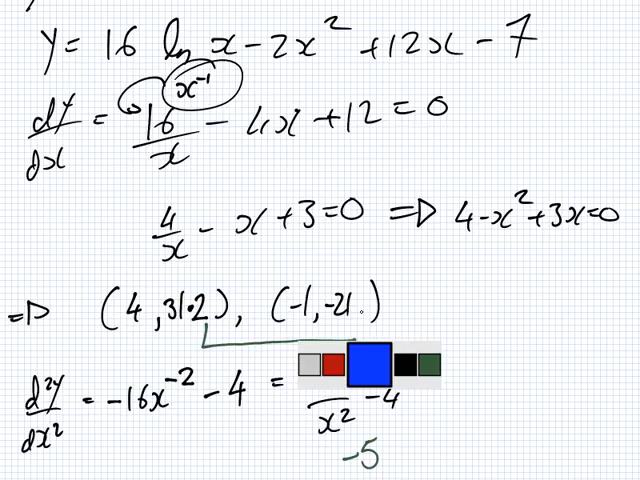 y = 16 ln x - 2x² + 12x - 7
x⁻¹
dy/dx = 16/x - 4x + 12 = 0
4/x - x + 3 = 0 ⇒ 4 - x² + 3x = 0
⇒ (4, 31.2), (-1, -21.)
d²y/dx² = -16x⁻² - 4 = /x² - 4
-5